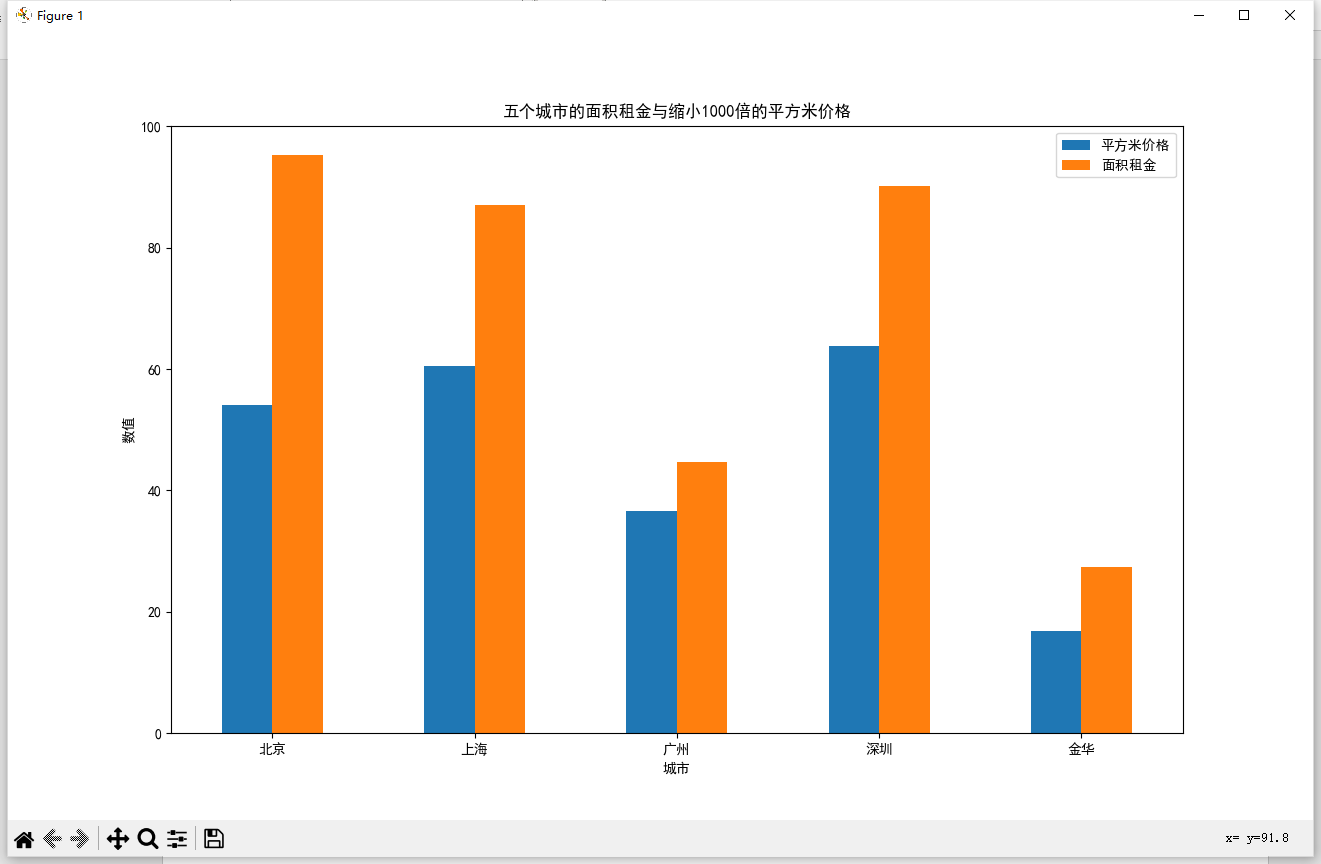 Figure 1
五个城市的面积租金与缩小1000倍的平方米价格
平方米价格
面积租金
100
80
60
40
20
0
数值
北京
上海
广州
深圳
金华
城市
x= y=91.8